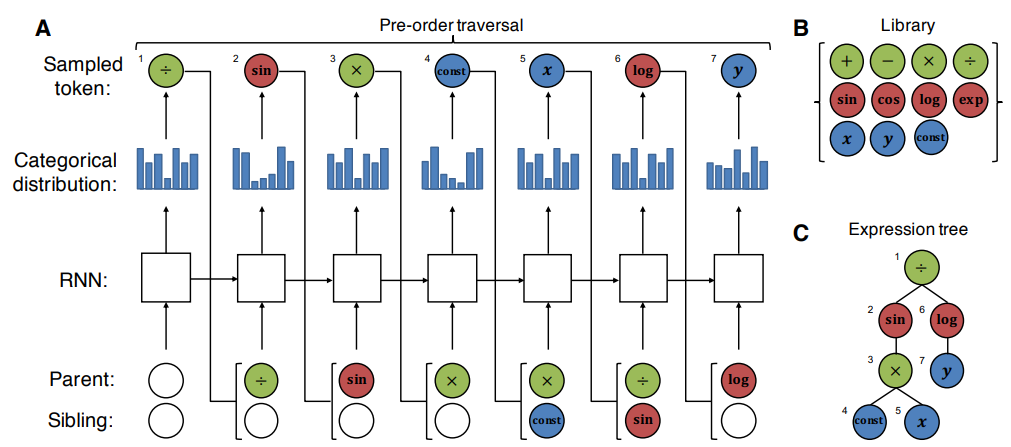 A
Pre-order traversal
Sampled
token:
1 ÷ 2 sin 3 × 4 const 5 x 6 log 7 y
Categorical
distribution:
RNN:
Parent: ÷ sin × × ÷ log
Sibling: const sin
B
Library
+ − × ÷
sin cos log exp
x y const
C
Expression tree
1 ÷
2 sin 6 log
3 × 7 y
4 const 5 x